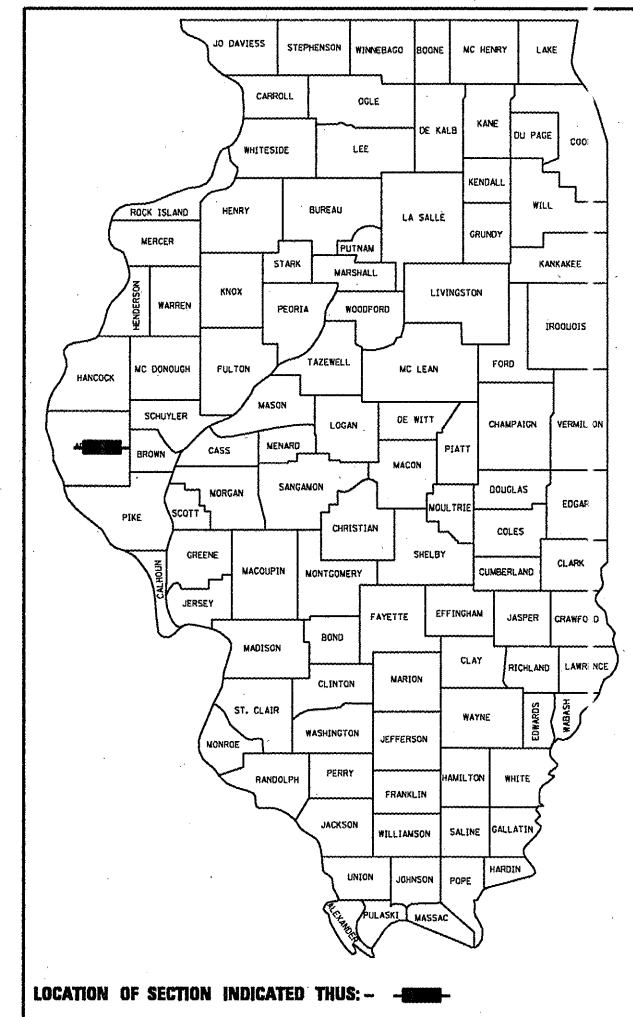 JO DAVIESS STEPHENSON WINNEBAGO BOONE MC HENRY LAKE
CARROLL OGLE DE KALB KANE DU PAGE
WHITESIDE LEE
KENDALL WILL
ROCK ISLAND HENRY BUREAU LA SALLE GRUNDY
MERCER PUTNAM
STARK MARSHALL KANKAKEE
HENDERSON WARREN KNOX PEORIA WOODFORD LIVINGSTON IROQUOIS
HANCOCK MC DONOUGH FULTON TAZEWELL MC LEAN FORD
MASON
SCHUYLER LOGAN DE WITT CHAMPAIGN VERMILION
BROWN CASS MENARD MACON PIATT
MORGAN SANGAMON DOUGLAS
PIKE SCOTT CHRISTIAN MOULTRIE COLES EDGAR
GREENE SHELBY
CALHOUN MACOUPIN MONTGOMERY CUMBERLAND CLARK
JERSEY FAYETTE EFFINGHAM JASPER CRAWFORD
MADISON BOND
CLAY RICHLAND LAWRENCE
CLINTON MARION
ST. CLAIR WAYNE EDWARDS WABASH
MONROE WASHINGTON JEFFERSON
RANDOLPH PERRY HAMILTON WHITE
FRANKLIN
JACKSON WILLIAMSON SALINE GALLATIN
UNION JOHNSON POPE HARDIN
ALEXANDER PULASKI MASSAC
LOCATION OF SECTION INDICATED THUS: –